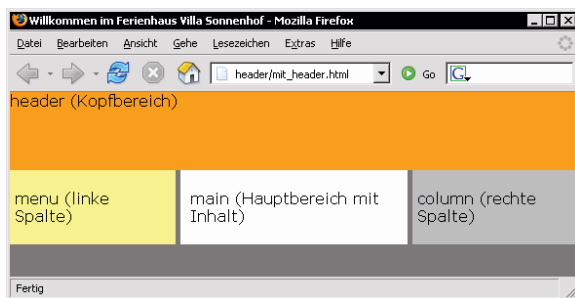 Willkommen im Ferienhaus Villa Sonnenhof - Mozilla Firefox
Datei Bearbeiten Ansicht Gehe Lesezeichen Extras Hilfe
header/mit_header.html Go G
header (Kopfbereich)
menu (linke
Spalte)
main (Hauptbereich mit
Inhalt)
column (rechte
Spalte)
Fertig